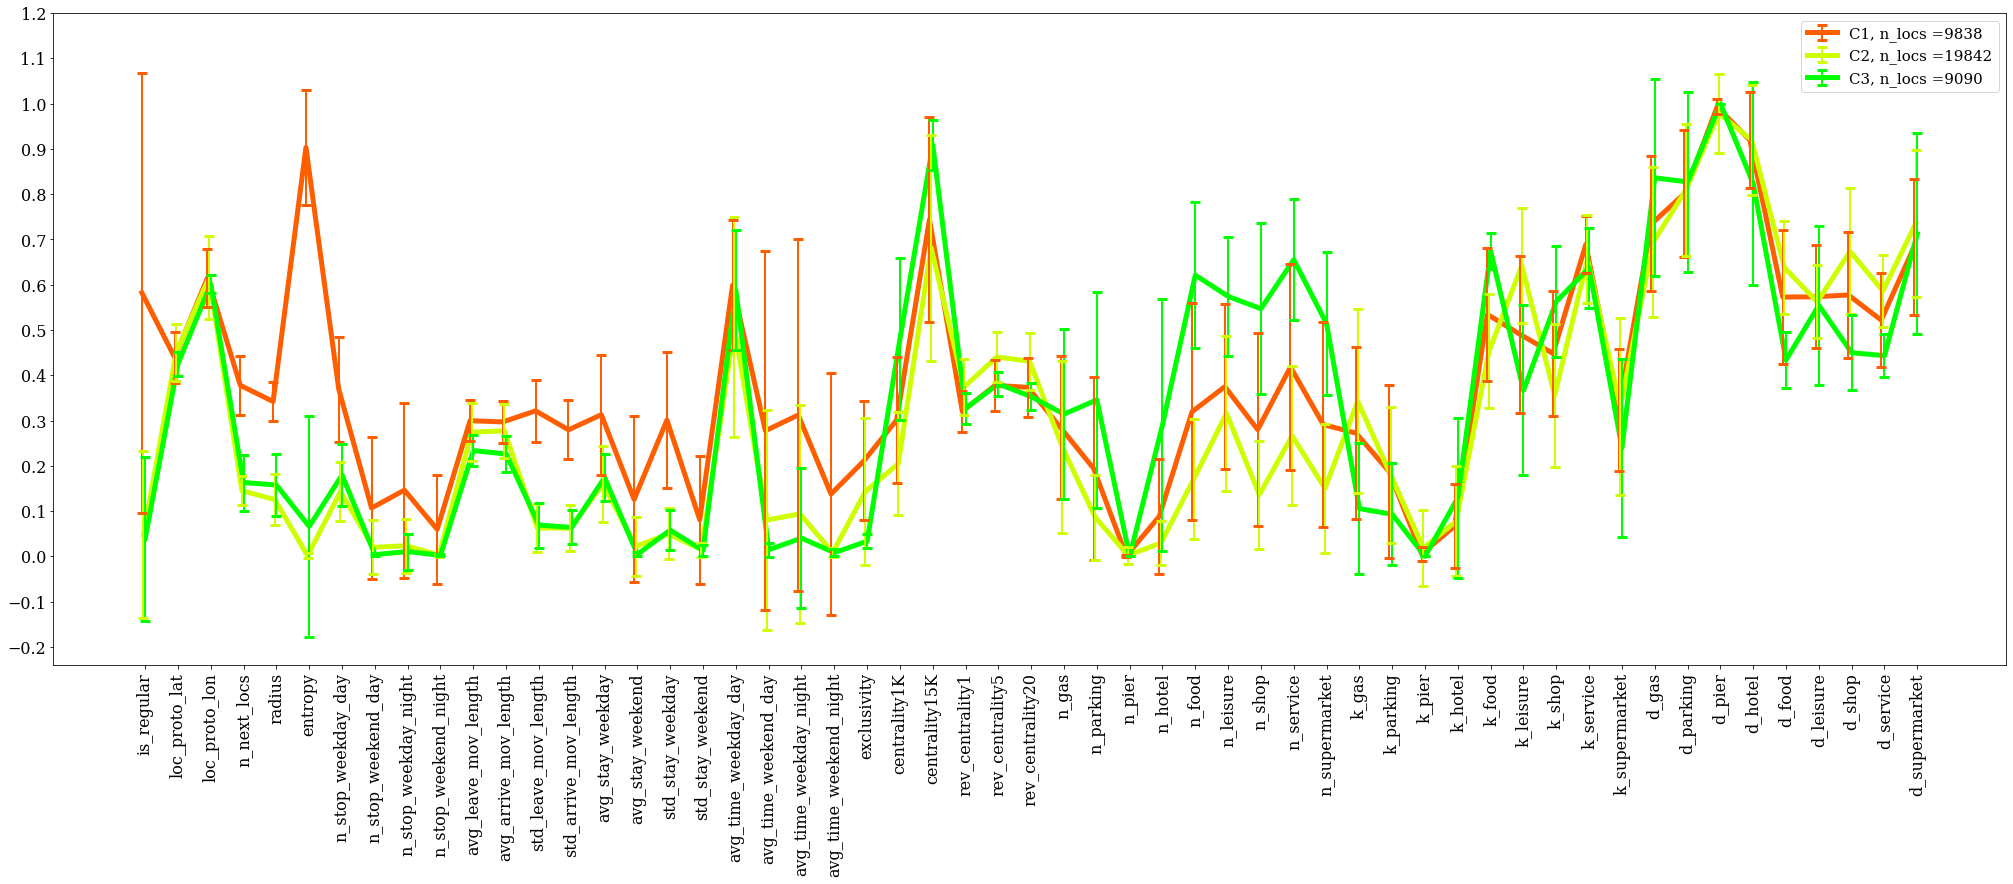 1.2
1.1
1.0
0.9
0.8
0.7
0.6
0.5
0.4
0.3
0.2
0.1
0.0
−0.1
−0.2
C1, n_locs =9838
C2, n_locs =19842
C3, n_locs =9090
is_regular
loc_proto_lat
loc_proto_lon
n_next_locs
radius
entropy
n_stop_weekday_day
n_stop_weekend_day
n_stop_weekday_night
n_stop_weekend_night
avg_leave_mov_length
avg_arrive_mov_length
std_leave_mov_length
std_arrive_mov_length
avg_stay_weekday
avg_stay_weekend
std_stay_weekday
std_stay_weekend
avg_time_weekday_day
avg_time_weekend_day
avg_time_weekday_night
avg_time_weekend_night
exclusivity
centrality1K
centrality15K
rev_centrality1
rev_centrality5
rev_centrality20
n_gas
n_parking
n_pier
n_hotel
n_food
n_leisure
n_shop
n_service
n_supermarket
k_gas
k_parking
k_pier
k_hotel
k_food
k_leisure
k_shop
k_service
k_supermarket
d_gas
d_parking
d_pier
d_hotel
d_food
d_leisure
d_shop
d_service
d_supermarket